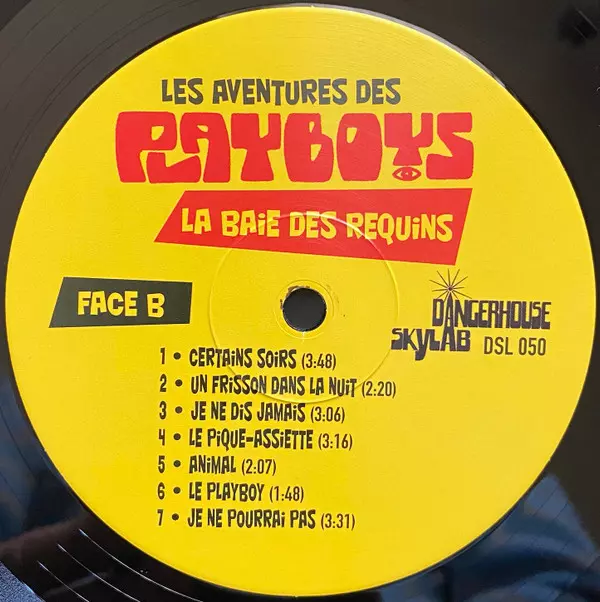 LES AVENTURES DES
PLAYBOYS
LA BAIE DES REQUINS
FACE B
DANGERHOUSE
SKYLAB DSL 050
1 • CERTAINS SOIRS (3:48)
2 • UN FRISSON DANS LA NUIT (2:20)
3 • JE NE DIS JAMAIS (3:06)
4 • LE PIQUE-ASSIETTE (3:16)
5 • ANIMAL (2:07)
6 • LE PLAYBOY (1:48)
7 • JE NE POURRAI PAS (3:31)